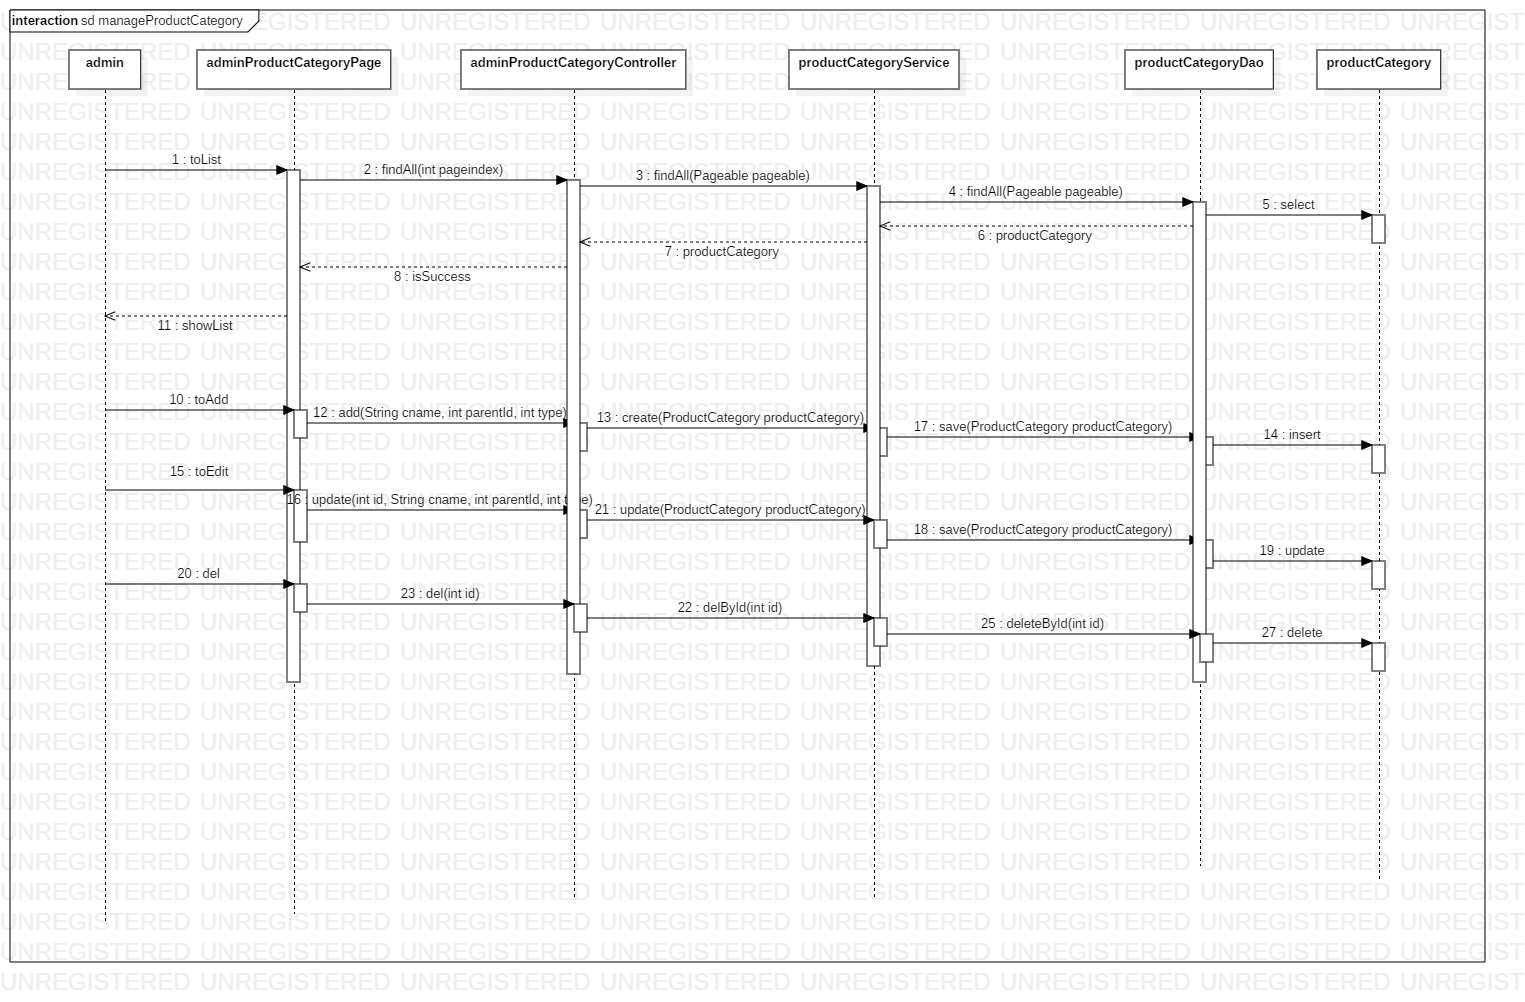 interaction sd manageProductCategory
admin
adminProductCategoryPage
adminProductCategoryController
productCategoryService
productCategoryDao
productCategory
1 : toList
2 : findAll(int pageindex)
3 : findAll(Pageable pageable)
4 : findAll(Pageable pageable)
5 : select
6 : productCategory
7 : productCategory
8 : isSuccess
11 : showList
10 : toAdd
12 : add(String cname, int parentId, int type)
13 : create(ProductCategory productCategory)
17 : save(ProductCategory productCategory)
14 : insert
15 : toEdit
16 : update(int id, String cname, int parentId, int type)
21 : update(ProductCategory productCategory)
18 : save(ProductCategory productCategory)
19 : update
20 : del
23 : del(int id)
22 : delById(int id)
25 : deleteById(int id)
27 : delete
UNREGISTERED